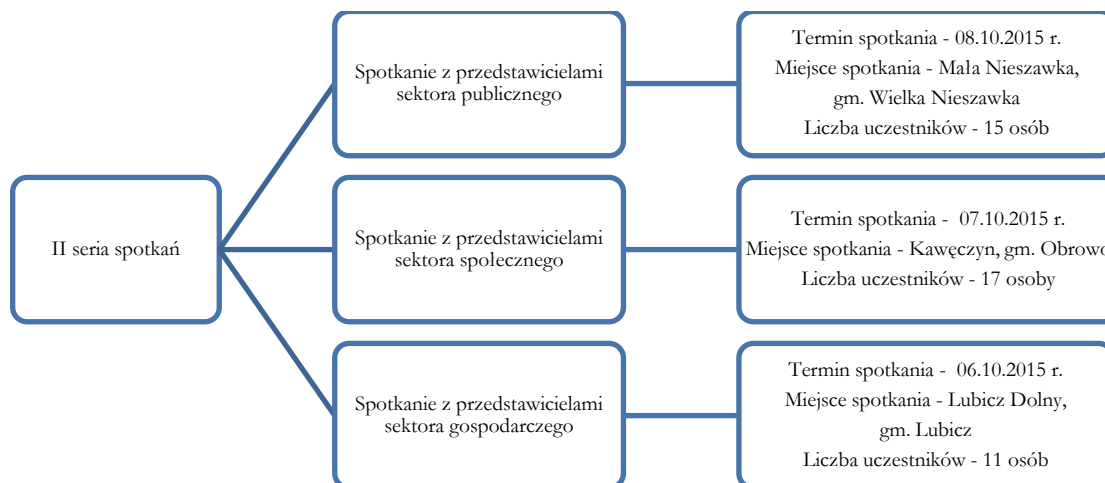 II seria spotkań
Spotkanie z przedstawicielami
sektora publicznego
Termin spotkania - 08.10.2015 r.
Miejsce spotkania - Mała Nieszawka,
gm. Wielka Nieszawka
Liczba uczestników - 15 osób
Spotkanie z przedstawicielami
sektora społecznego
Termin spotkania - 07.10.2015 r.
Miejsce spotkania - Kawęczyn, gm. Obrowo
Liczba uczestników - 17 osoby
Spotkanie z przedstawicielami
sektora gospodarczego
Termin spotkania - 06.10.2015 r.
Miejsce spotkania - Lubicz Dolny,
gm. Lubicz
Liczba uczestników - 11 osób